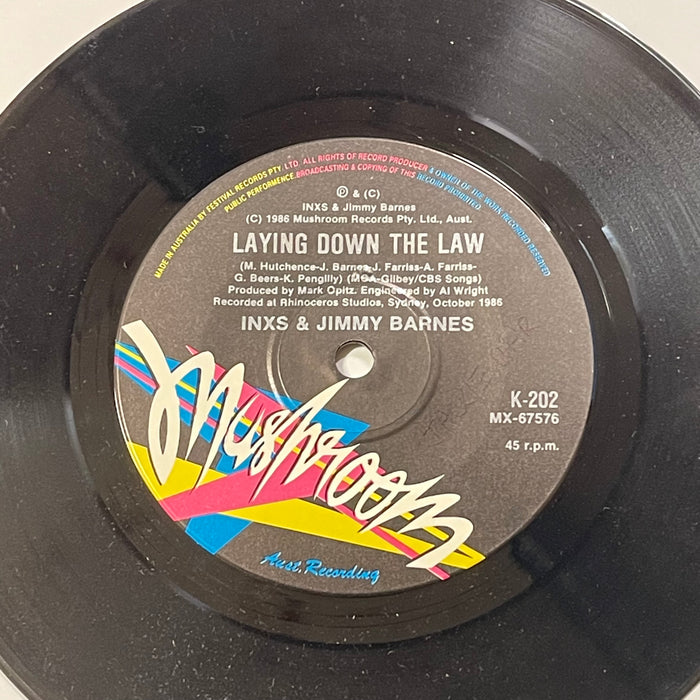 MADE IN AUSTRALIA BY FESTIVAL RECORDS PTY. LTD. ALL RIGHTS OF RECORD PRODUCER & OWNER OF THE WORK RECORDED RESERVED
PUBLIC PERFORMENCE. BROADCASTING & COPYING OF THIS RECORD PROHIBITED
℗ & (C)
INXS & Jimmy Barnes
(C) 1986 Mushroom Records Pty. Ltd., Aust.
LAYING DOWN THE LAW
(M. Hutchence-J. Barnes-J. Farriss-A. Farriss-
G. Beers-K. Pengilly) (MCA-Gilbey/CBS Songs)
Produced by Mark Opitz. Engineered by Al Wright
Recorded at Rhinoceros Studios, Sydney, October 1986
INXS & JIMMY BARNES
K-202
MX-67576
45 r.p.m.
Mushroom
Aust. Recording